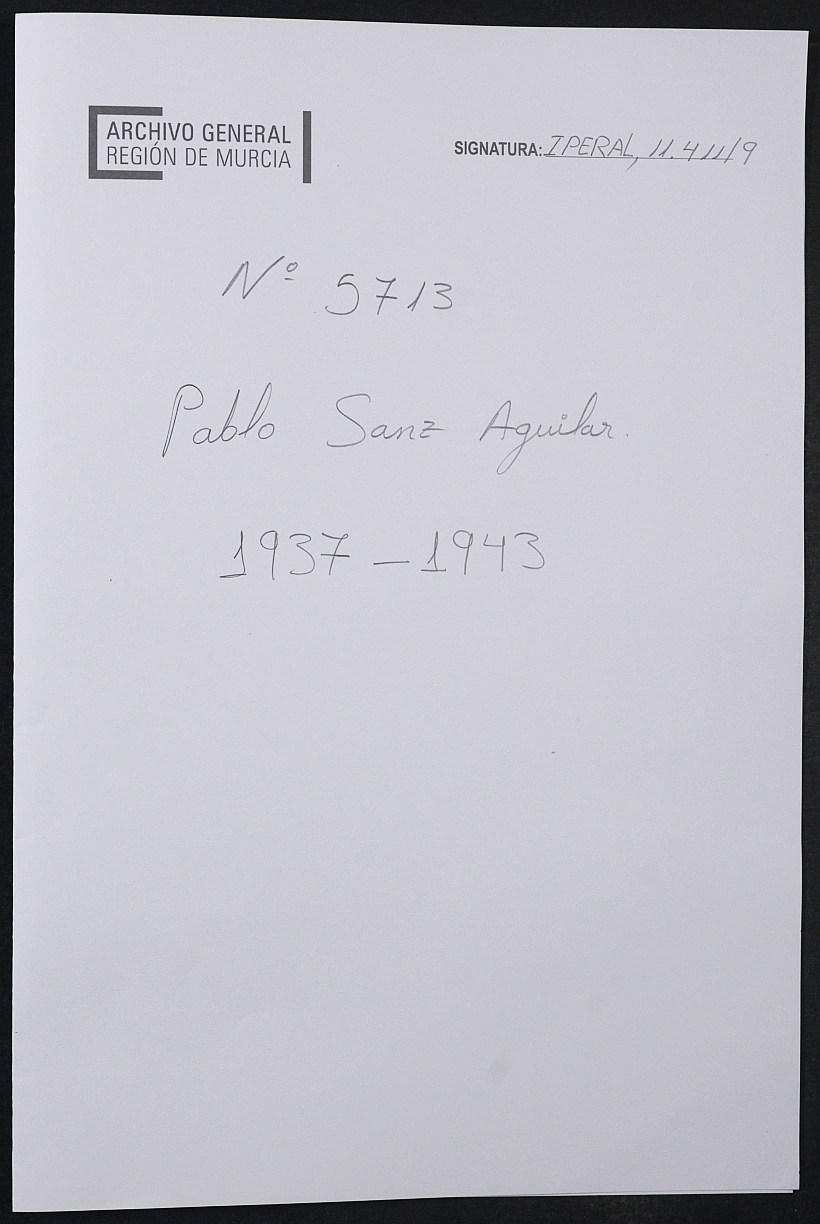 ARCHIVO GENERAL
REGIÓN DE MURCIA
SIGNATURA: IPERAL, 11.411/9
Nº 5713
Pablo Sanz Aguilar.
1937 - 1943